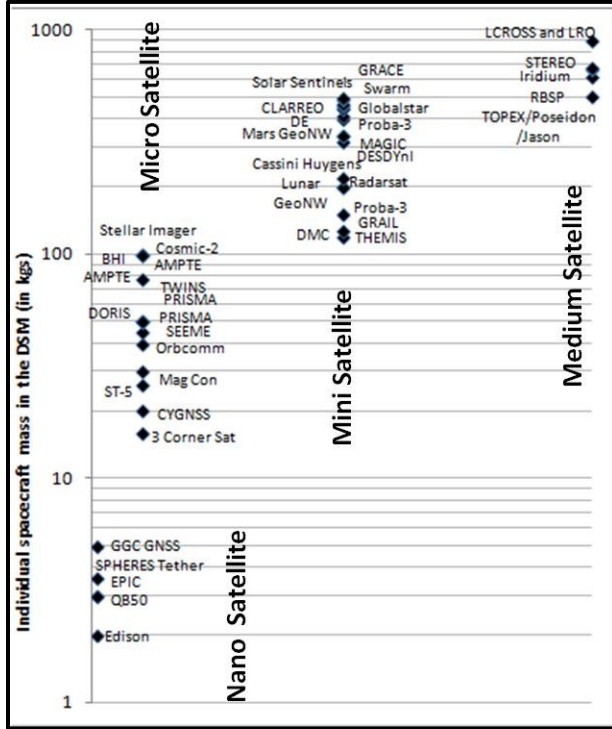 Individual spacecraft mass in the DSM (in kgs)
1000
100
10
1
Micro Satellite
Stellar Imager
Cosmic-2
BHI
AMPTE
AMPTE
TWINS
PRISMA
DORIS
PRISMA
SEEME
Orbcomm
Mag Con
ST-5
CYGNSS
3 Corner Sat
Nano Satellite
GGC GNSS
SPHERES Tether
EPIC
QB50
Edison
Mini Satellite
GRACE
Solar Sentinels
Swarm
CLARREO
Globalstar
DE
Proba-3
Mars GeoNW
MAGIC
DESDYnI
Cassini Huygens
Lunar
Radarsat
GeoNW
Proba-3
GRAIL
DMC
THEMIS
Medium Satellite
LCROSS and LRO
STEREO
Iridium
RBSP
TOPEX/Poseidon
/Jason